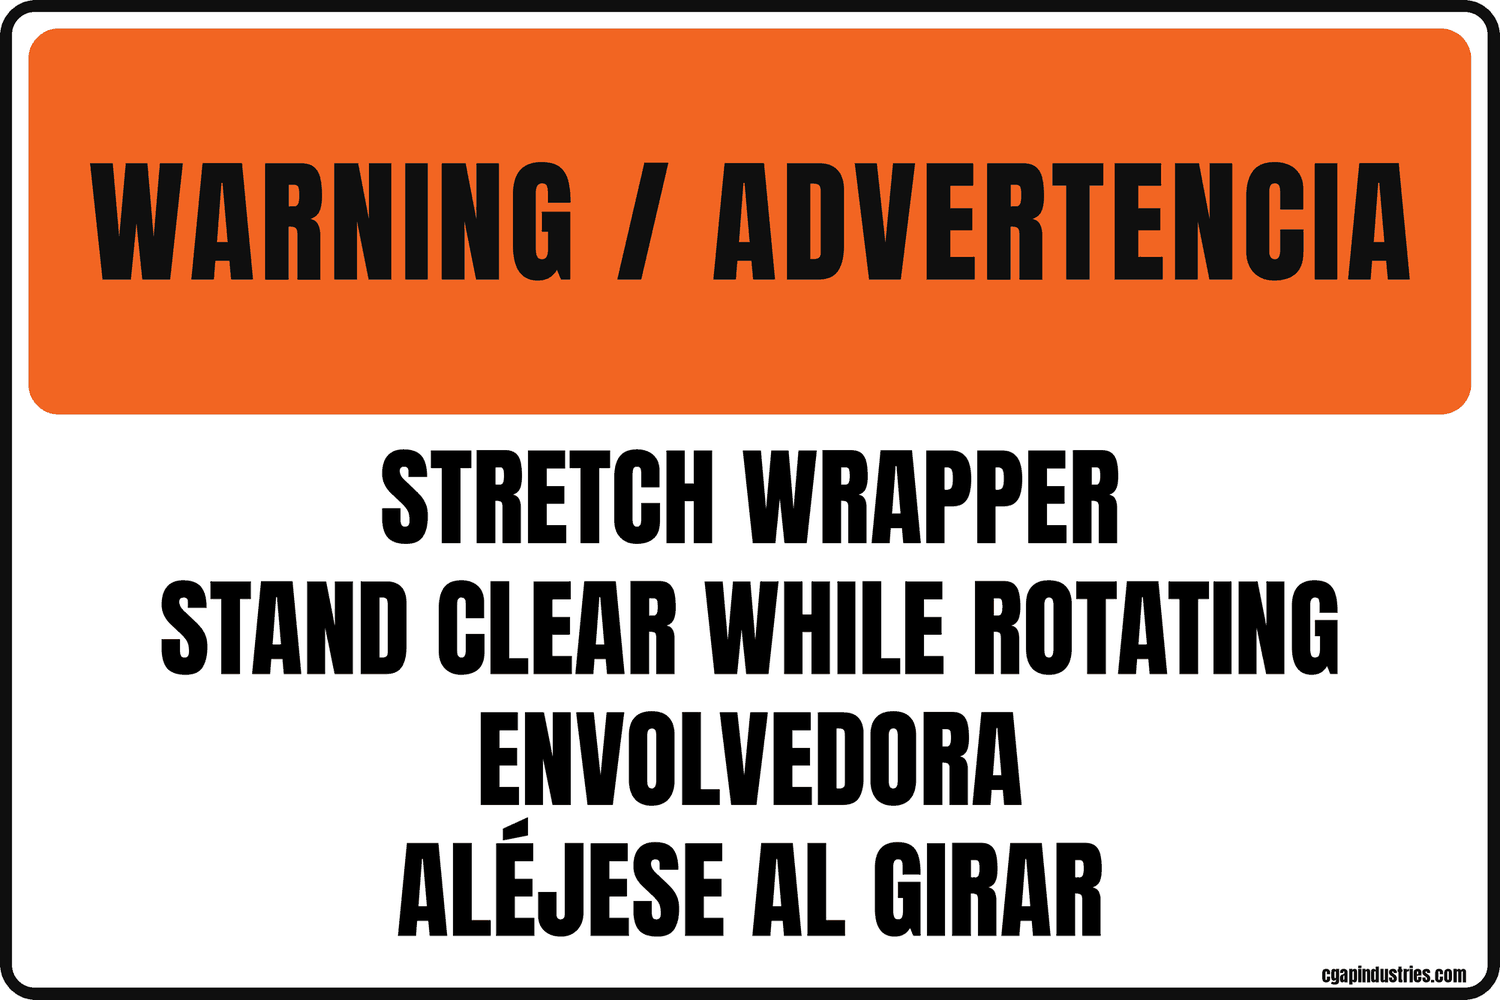 WARNING / ADVERTENCIA
STRETCH WRAPPER
STAND CLEAR WHILE ROTATING
ENVOLVEDORA
ALÉJESE AL GIRAR
cgapindustries.com